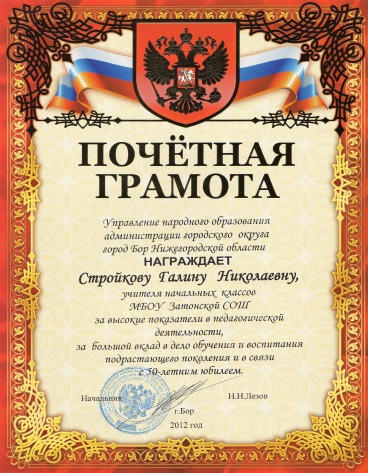 ПОЧЁТНАЯ
ГРАМОТА
Управление народного образования
администрации городского округа
город Бор Нижегородской области
НАГРАЖДАЕТ
Стройкову Галину Николаевну,
учителя начальных классов
МБОУ Затонской СОШ
за высокие показатели в педагогической
деятельности,
за большой вклад в дело обучения и воспитания
подрастающего поколения и в связи
с 50-летним юбилеем.
Начальник Н.Н.Лезов
г.Бор
2012 год